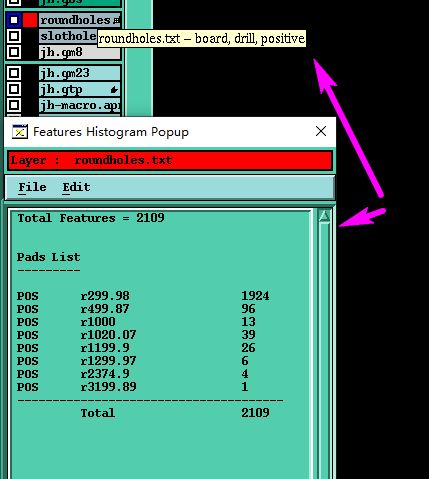 roundholes
slothole
roundholes.txt – board, drill, positive
jh.gm8
jh.gm23
jh.gtp
jh-macro.apr
Features Histogram Popup
Layer : roundholes.txt
File Edit
Total Features = 2109
Pads List
---------
POS r299.98 1924
POS r499.87 96
POS r1000 13
POS r1020.07 39
POS r1199.9 26
POS r1299.97 6
POS r2374.9 4
POS r3199.89 1
--------------------------------------
Total 2109